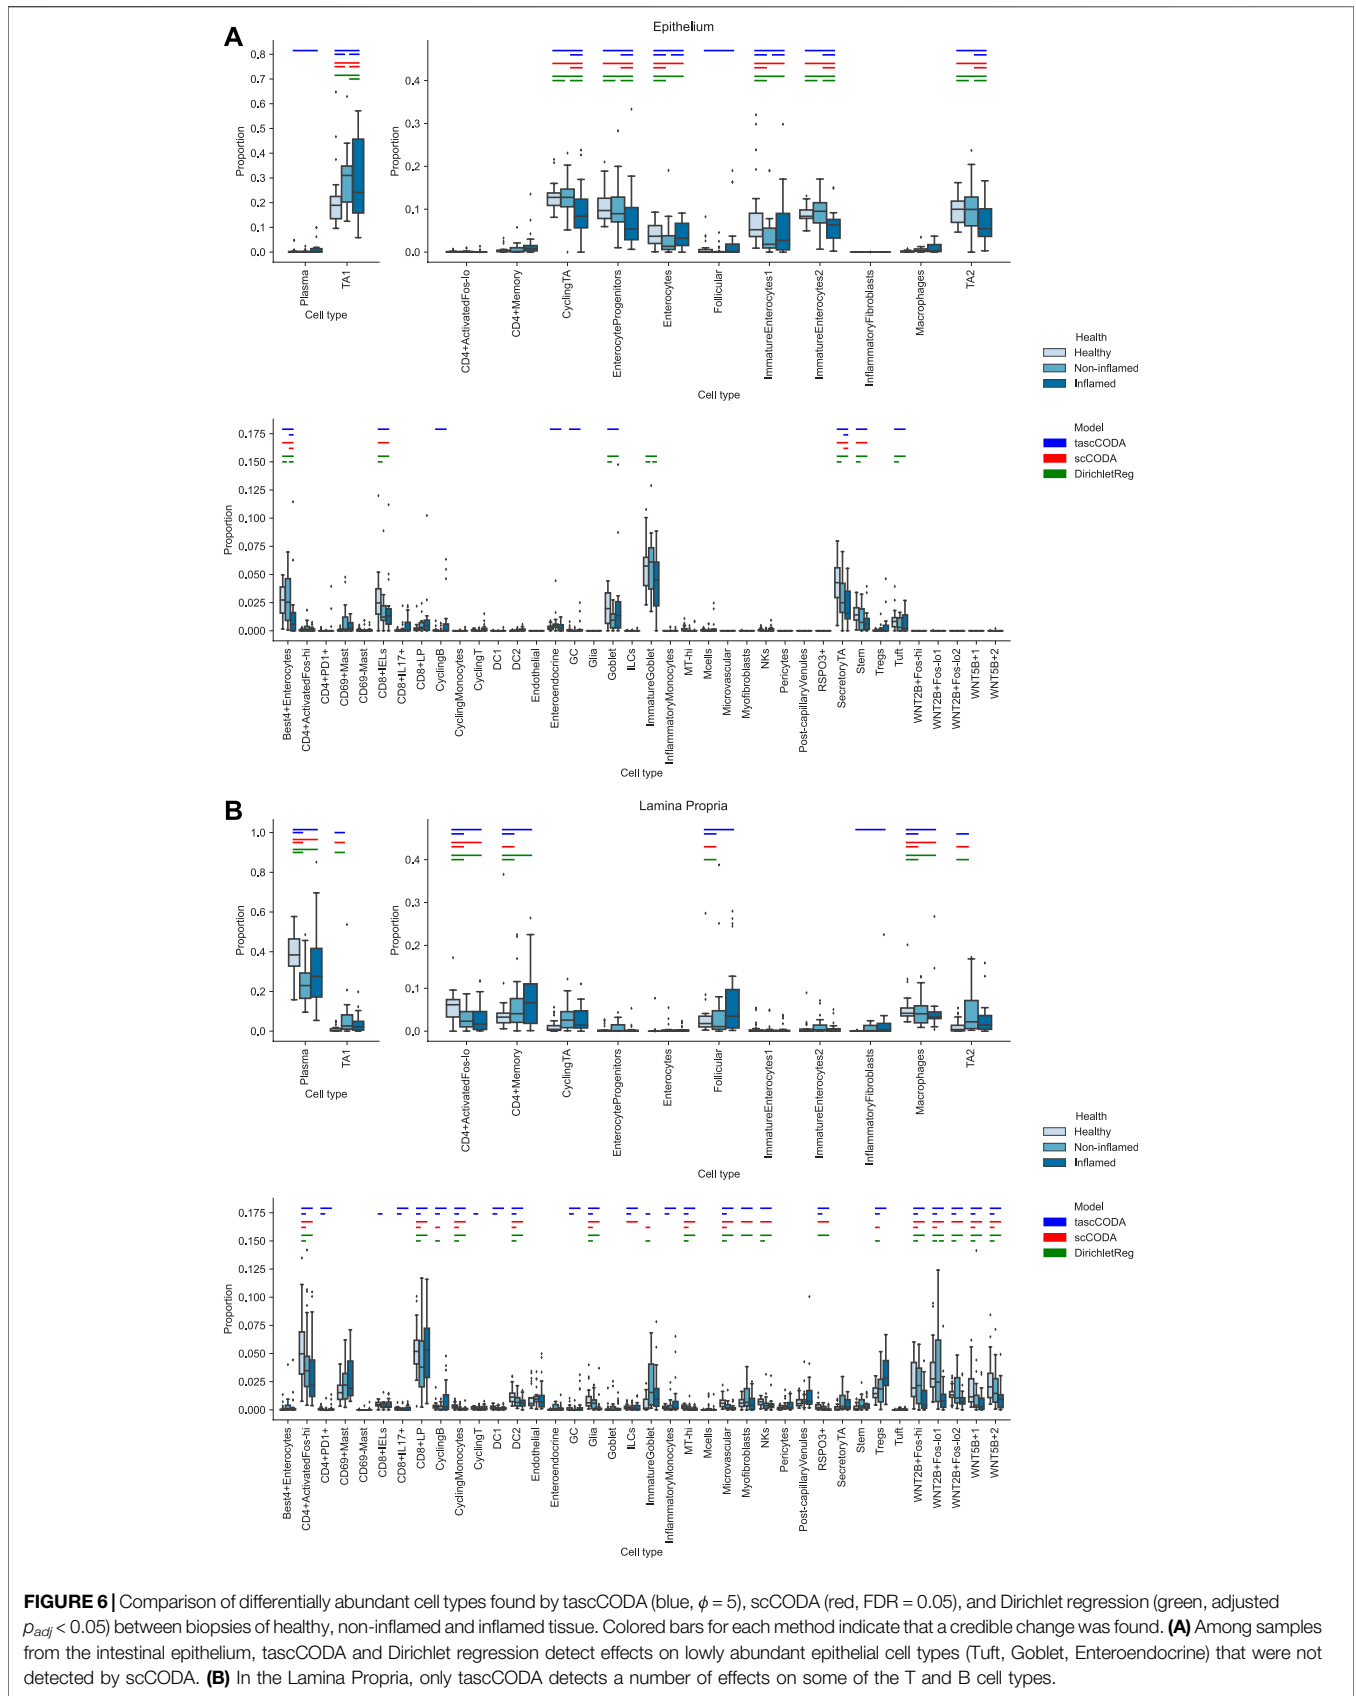 A
Epithelium
0.8
0.7
0.6
0.5
0.4
0.3
0.2
0.1
0.0
Proportion
Plasma
TA1
Cell type
0.4
0.3
0.2
0.1
0.0
Proportion
CD4+ActivatedFos-lo
CD4+Memory
CyclingTA
EnterocyteProgenitors
Enterocytes
Follicular
ImmatureEnterocytes1
ImmatureEnterocytes2
InflammatoryFibroblasts
Macrophages
TA2
Cell type
Health
Healthy
Non-inflamed
Inflamed
0.175
0.150
0.125
0.100
0.075
0.050
0.025
0.000
Proportion
Best4+Enterocytes
CD4+ActivatedFos-hi
CD4+PD1+
CD69+Mast
CD69-Mast
CD8+IELs
CD8+IL17+
CD8+LP
CyclingB
CyclingMonocytes
CyclingT
DC1
DC2
Endothelial
Enteroendocrine
GC
Glia
Goblet
ILCs
ImmatureGoblet
InflammatoryMonocytes
MT-hi
Mcells
Microvascular
Myofibroblasts
NKs
Pericytes
Post-capillaryVenules
RSPO3+
SecretoryTA
Stem
Tregs
Tuft
WNT2B+Fos-hi
WNT2B+Fos-lo1
WNT2B+Fos-lo2
WNT5B+1
WNT5B+2
Cell type
Model
tascCODA
scCODA
DirichletReg
B
Lamina Propria
1.0
0.8
0.6
0.4
0.2
0.0
Proportion
Plasma
TA1
Cell type
0.4
0.3
0.2
0.1
0.0
Proportion
CD4+ActivatedFos-lo
CD4+Memory
CyclingTA
EnterocyteProgenitors
Enterocytes
Follicular
ImmatureEnterocytes1
ImmatureEnterocytes2
InflammatoryFibroblasts
Macrophages
TA2
Cell type
Health
Healthy
Non-inflamed
Inflamed
0.175
0.150
0.125
0.100
0.075
0.050
0.025
0.000
Proportion
Best4+Enterocytes
CD4+ActivatedFos-hi
CD4+PD1+
CD69+Mast
CD69-Mast
CD8+IELs
CD8+IL17+
CD8+LP
CyclingB
CyclingMonocytes
CyclingT
DC1
DC2
Endothelial
Enteroendocrine
GC
Glia
Goblet
ILCs
ImmatureGoblet
InflammatoryMonocytes
MT-hi
Mcells
Microvascular
Myofibroblasts
NKs
Pericytes
Post-capillaryVenules
RSPO3+
SecretoryTA
Stem
Tregs
Tuft
WNT2B+Fos-hi
WNT2B+Fos-lo1
WNT2B+Fos-lo2
WNT5B+1
WNT5B+2
Cell type
Model
tascCODA
scCODA
DirichletReg
FIGURE 6 | Comparison of differentially abundant cell types found by tascCODA (blue, ϕ = 5), scCODA (red, FDR = 0.05), and Dirichlet regression (green, adjusted
p_adj < 0.05) between biopsies of healthy, non-inflamed and inflamed tissue. Colored bars for each method indicate that a credible change was found. (A) Among samples
from the intestinal epithelium, tascCODA and Dirichlet regression detect effects on lowly abundant epithelial cell types (Tuft, Goblet, Enteroendocrine) that were not
detected by scCODA. (B) In the Lamina Propria, only tascCODA detects a number of effects on some of the T and B cell types.